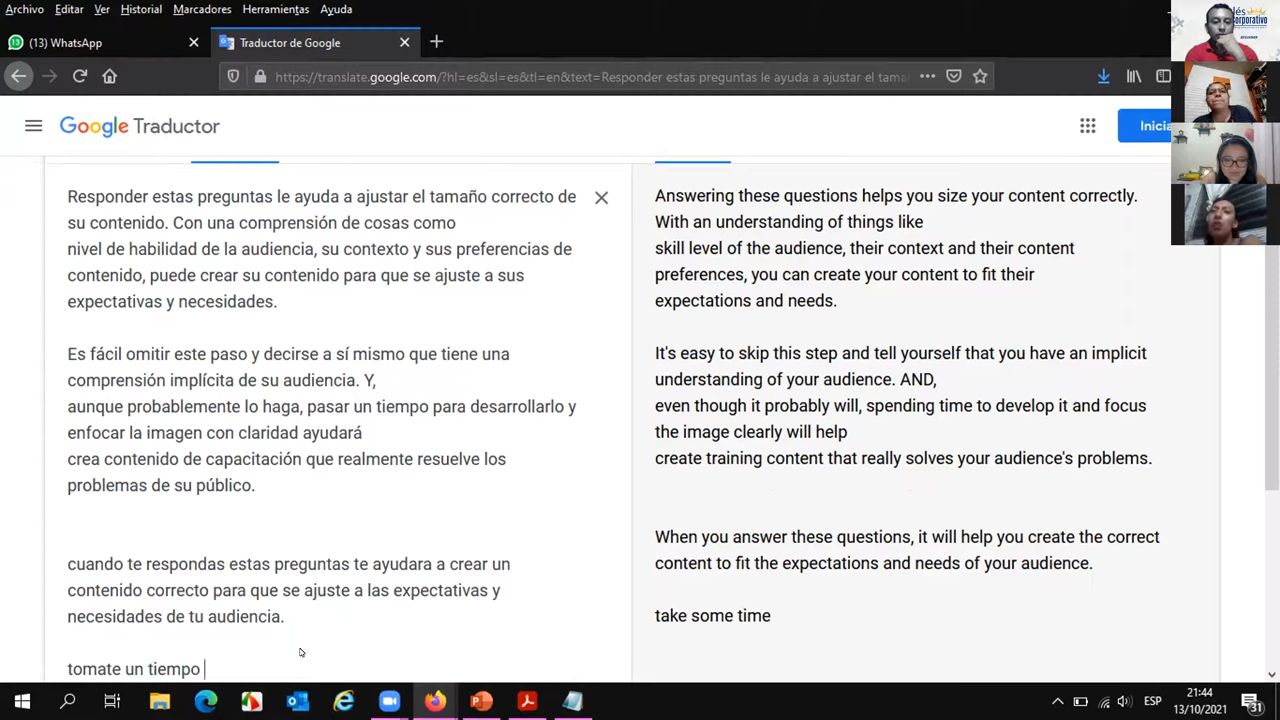 Archivo Editar Ver Historial Marcadores Herramientas Ayuda
(13) WhatsApp
Traductor de Google
https://translate.google.com/?hl=es&sl=es&tl=en&text=Responder estas preguntas le ayuda a ajustar el tama
Google Traductor
Inicia
Responder estas preguntas le ayuda a ajustar el tamaño correcto de
su contenido. Con una comprensión de cosas como
nivel de habilidad de la audiencia, su contexto y sus preferencias de
contenido, puede crear su contenido para que se ajuste a sus
expectativas y necesidades.
Es fácil omitir este paso y decirse a sí mismo que tiene una
comprensión implícita de su audiencia. Y,
aunque probablemente lo haga, pasar un tiempo para desarrollarlo y
enfocar la imagen con claridad ayudará
crea contenido de capacitación que realmente resuelve los
problemas de su público.
cuando te respondas estas preguntas te ayudara a crear un
contenido correcto para que se ajuste a las expectativas y
necesidades de tu audiencia.
tomate un tiempo
Answering these questions helps you size your content correctly.
With an understanding of things like
skill level of the audience, their context and their content
preferences, you can create your content to fit their
expectations and needs.
It's easy to skip this step and tell yourself that you have an implicit
understanding of your audience. AND,
even though it probably will, spending time to develop it and focus
the image clearly will help
create training content that really solves your audience's problems.
When you answer these questions, it will help you create the correct
content to fit the expectations and needs of your audience.
take some time
lés
corporativo
ESP
21:44
13/10/2021
31